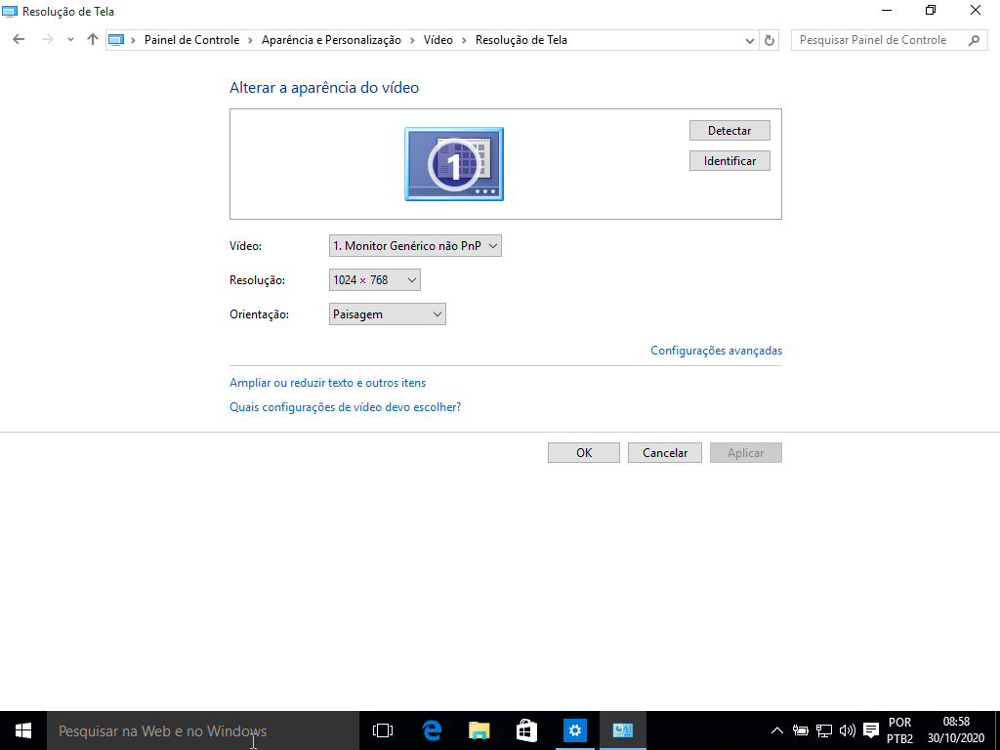 Resolução de Tela
Painel de Controle > Aparência e Personalização > Vídeo > Resolução de Tela
Pesquisar Painel de Controle
Alterar a aparência do vídeo
1
Detectar
Identificar
Vídeo: 1. Monitor Genérico não PnP
Resolução: 1024 × 768
Orientação: Paisagem
Configurações avançadas
Ampliar ou reduzir texto e outros itens
Quais configurações de vídeo devo escolher?
OK Cancelar Aplicar
Pesquisar na Web e no Windows
POR
PTB2
08:58
30/10/2020